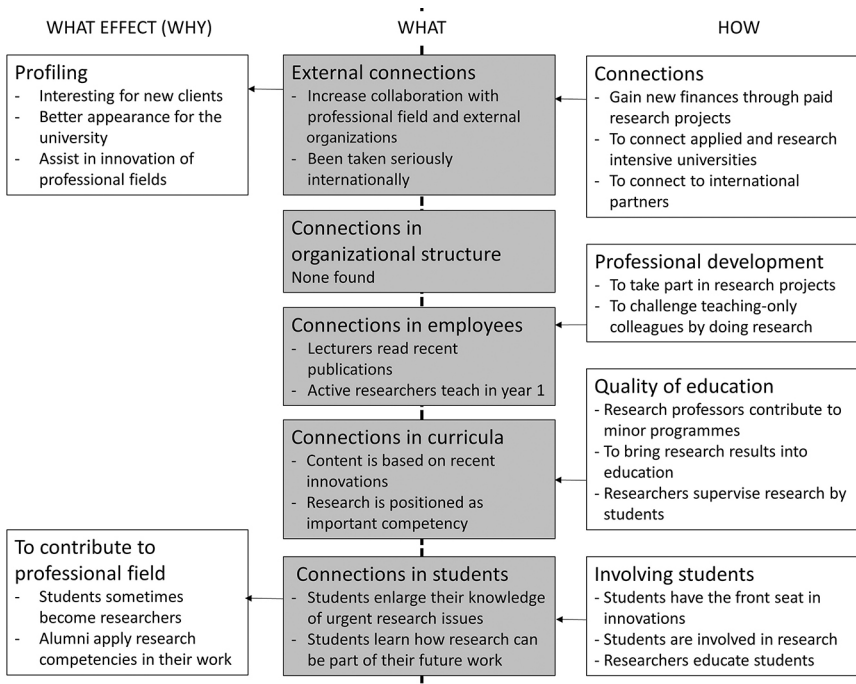 WHAT EFFECT (WHY)
WHAT
HOW
Profiling
- Interesting for new clients
- Better appearance for the
university
- Assist in innovation of
professional fields
External connections
- Increase collaboration with
professional field and external
organizations
- Been taken seriously
internationally
Connections
- Gain new finances through paid
research projects
- To connect applied and research
intensive universities
- To connect to international
partners
Connections in
organizational structure
None found
Professional development
- To take part in research projects
- To challenge teaching-only
colleagues by doing research
Connections in employees
- Lecturers read recent
publications
- Active researchers teach in year 1
Quality of education
- Research professors contribute to
minor programmes
- To bring research results into
education
- Researchers supervise research by
students
Connections in curricula
- Content is based on recent
innovations
- Research is positioned as
important competency
To contribute to
professional field
- Students sometimes
become researchers
- Alumni apply research
competencies in their work
Connections in students
- Students enlarge their knowledge
of urgent research issues
- Students learn how research can
be part of their future work
Involving students
- Students have the front seat in
innovations
- Students are involved in research
- Researchers educate students